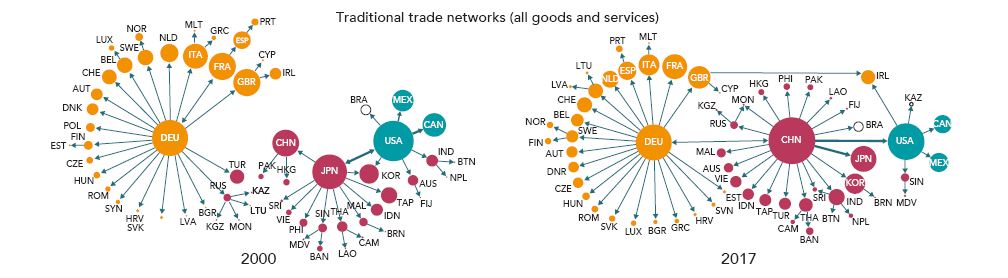 Traditional trade networks (all goods and services)
PRT
NOR
MLT
GRC
LUX
SWE
NLD
ESP
BEL
ITA
CYP
CHE
FRA
IRL
GBR
AUT
DNK
POL
FIN
EST
DEU
CZE
HUN
ROM
SYN
HRV
SVK
LVA
BGR
KGZ
MON
LTU
KAZ
RUS
TUR
BRA
MEX
CAN
USA
CHN
PAK
HKG
JPN
KOR
IND
BTN
NPL
AUS
FIJ
TAP
IDN
MAL
BRN
CAM
THA
LAO
SIN
BAN
MDV
PHI
VIE
SRI
2000
PRT
MLT
LTU
NLD
ESP
ITA
FRA
GBR
IRL
LVA
CYP
CHE
BEL
NOR
SWE
FIN
AUT
DNR
CZE
HUN
ROM
SVK
LUX
BGR
GRC
HRV
SVN
DEU
KGZ
MON
RUS
HKG
PHI
PAK
LAO
FIJ
BRA
CHN
KAZ
CAN
USA
MEX
SIN
MDV
JPN
KOR
MAL
AUS
VIE
EST
IDN
TAP
TUR
CAM
THA
BAN
SRI
BTN
IND
NPL
BRN
2017